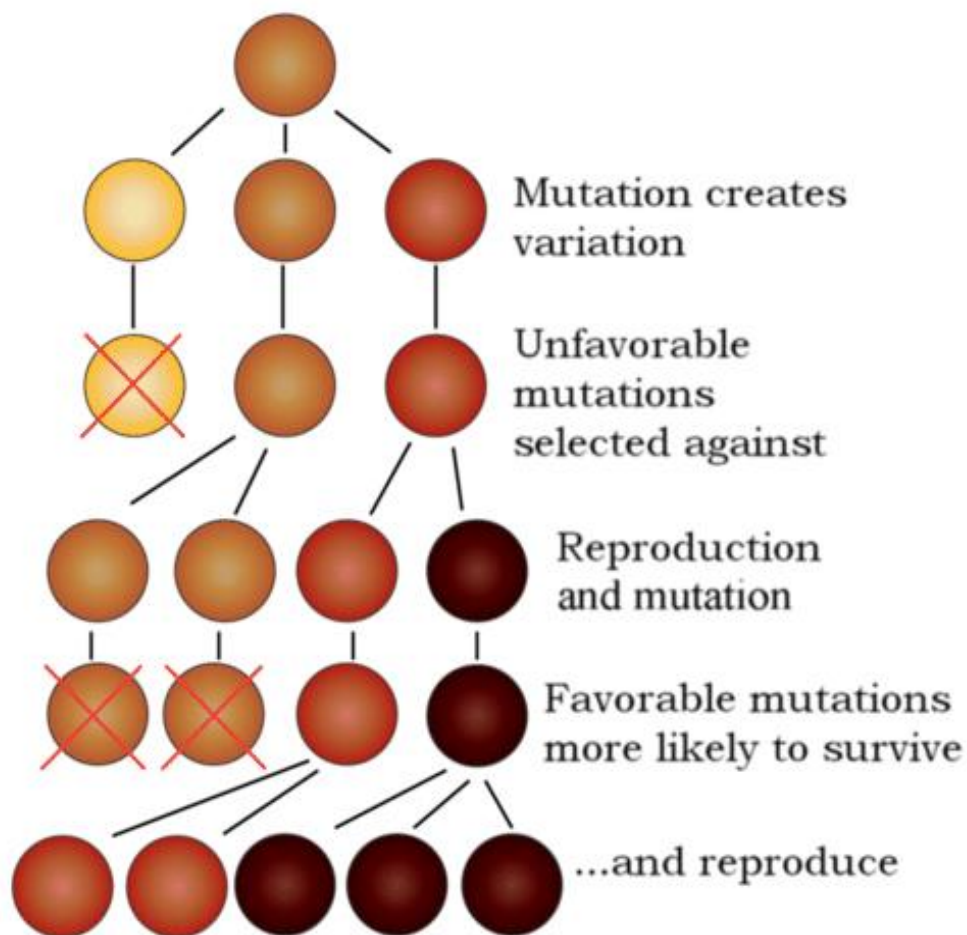 Mutation creates
variation
Unfavorable
mutations
selected against
Reproduction
and mutation
Favorable mutations
more likely to survive
...and reproduce